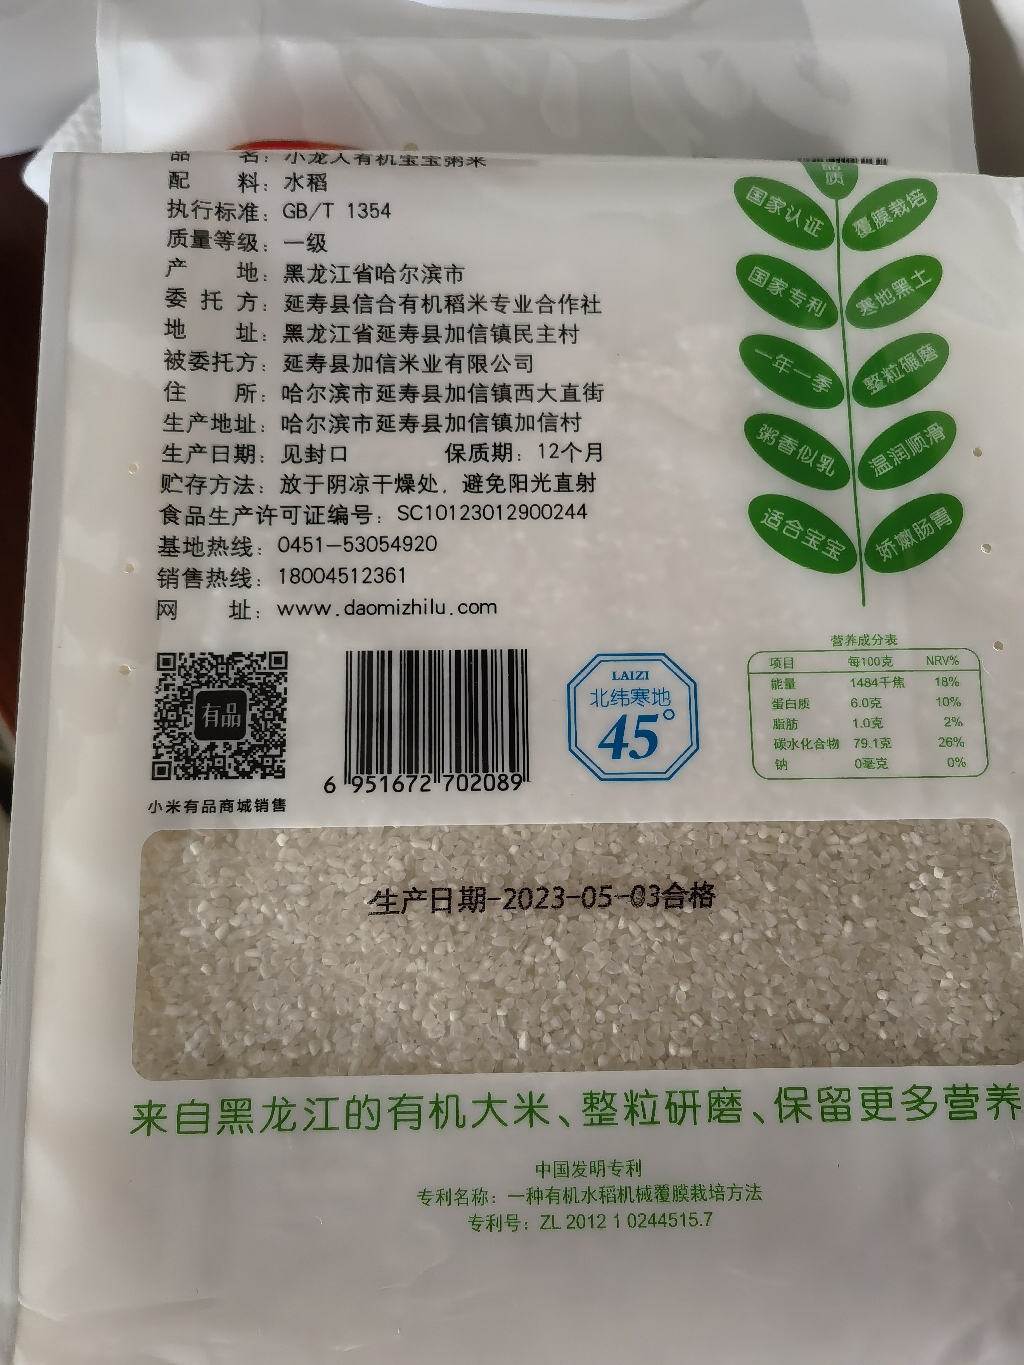 品 名：小龙人有机宝宝粥米
配 料：水稻
执行标准：GB/T 1354
质量等级：一级
产 地：黑龙江省哈尔滨市
委 托 方：延寿县信合有机稻米专业合作社
地 址：黑龙江省延寿县加信镇民主村
被委托方：延寿县加信米业有限公司
住 所：哈尔滨市延寿县加信镇西大直街
生产地址：哈尔滨市延寿县加信镇加信村
生产日期：见封口 保质期：12个月
贮存方法：放于阴凉干燥处，避免阳光直射
食品生产许可证编号：SC10123012900244
基地热线：0451-53054920
销售热线：18004512361
网 址：www.daomizhilu.com
品质
国家认证 覆膜栽培
国家专利 寒地黑土
一年一季 整粒碾磨
粥香似乳 温润顺滑
适合宝宝 娇嫩肠胃
有品
小米有品商城销售
6 951672 702089
LAIZI
北纬寒地
45°
营养成分表
项目 每100克 NRV%
能量 1484千焦 18%
蛋白质 6.0克 10%
脂肪 1.0克 2%
碳水化合物 79.1克 26%
钠 0毫克 0%
生产日期-2023-05-03合格
来自黑龙江的有机大米、整粒研磨、保留更多营养
中国发明专利
专利名称：一种有机水稻机械覆膜栽培方法
专利号：ZL 2012 1 0244515.7